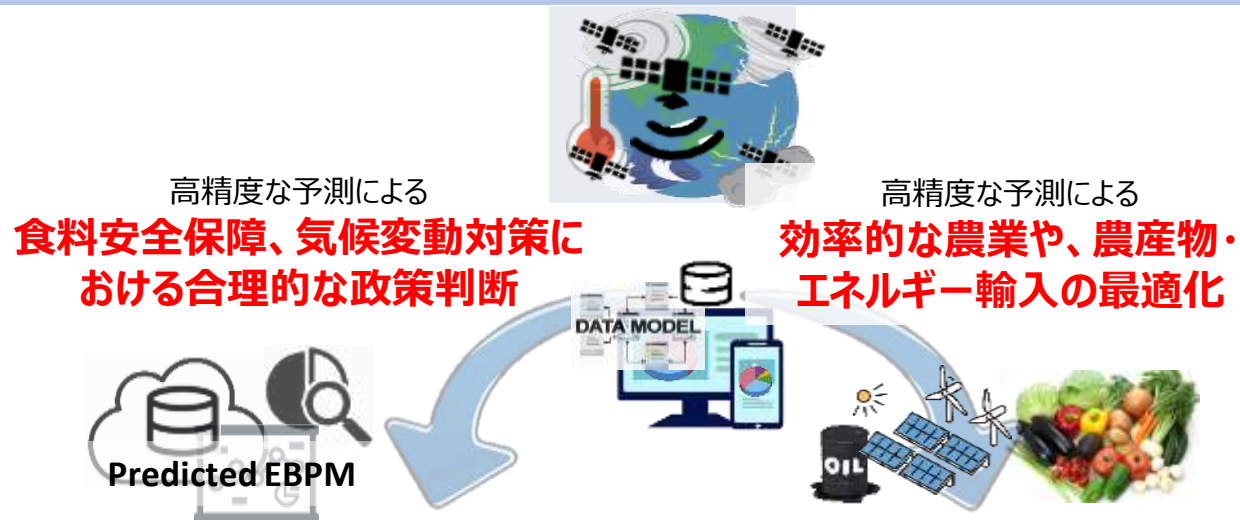 高精度な予測による
食料安全保障、気候変動対策に
おける合理的な政策判断
高精度な予測による
効率的な農業や、農産物・
エネルギー輸入の最適化
DATA MODEL
Predicted EBPM
OIL